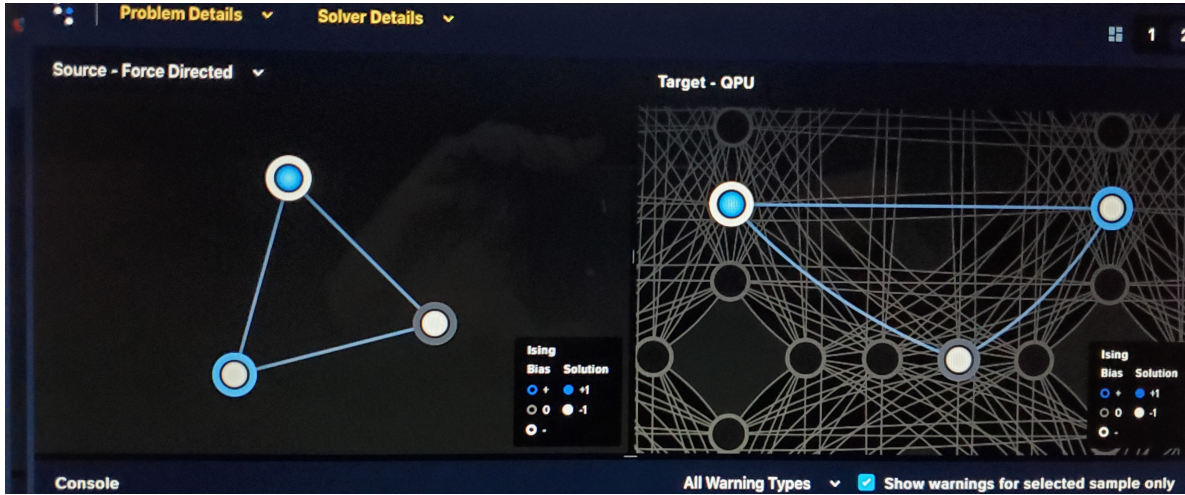 Problem Details
Solver Details
1
Source - Force Directed
Target - QPU
Ising
Bias Solution
+ +1
0 -1
-
Ising
Bias Solution
+ +1
0 -1
-
Console
All Warning Types
Show warnings for selected sample only